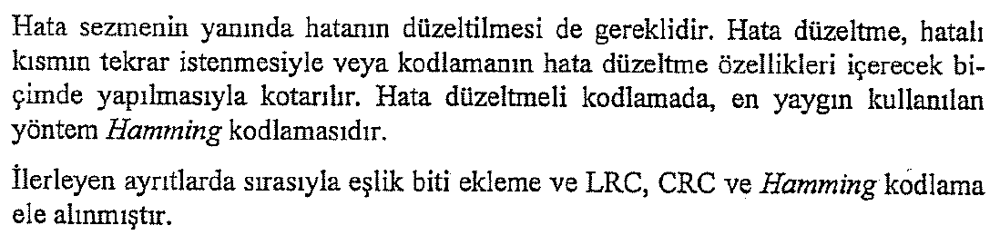 Hata sezmenin yanında hatanın düzeltilmesi de gereklidir. Hata düzeltme, hatalı
kısmın tekrar istenmesiyle veya kodlamanın hata düzeltme özellikleri içerecek bi-
çimde yapılmasıyla kotarılır. Hata düzeltmeli kodlamada, en yaygın kullanılan
yöntem Hamming kodlamasıdır.
İlerleyen ayrıtlarda sırasıyla eşlik biti ekleme ve LRC, CRC ve Hamming kodlama
ele alınmıştır.